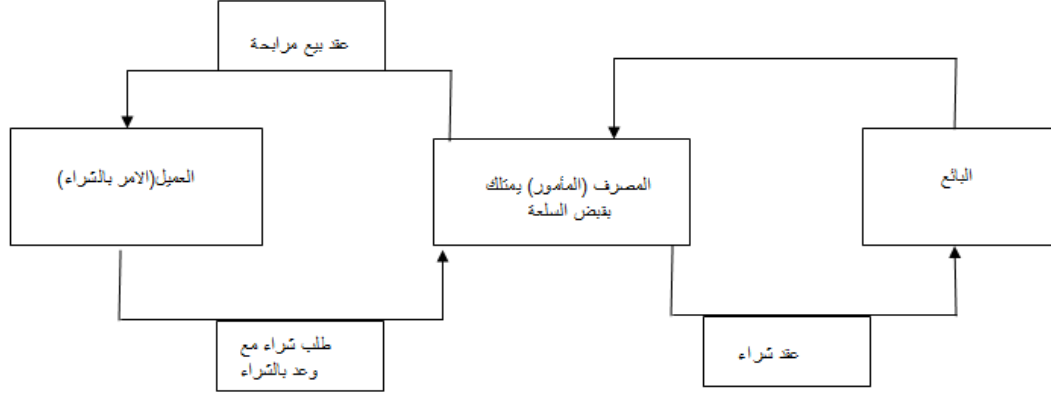 عقد بيع مرابحة
البائع
المصرف (المأمور) يمتلك
بقبض السلعة
العميل(الامر بالشراء)
عقد شراء
طلب شراء مع
وعد بالشراء